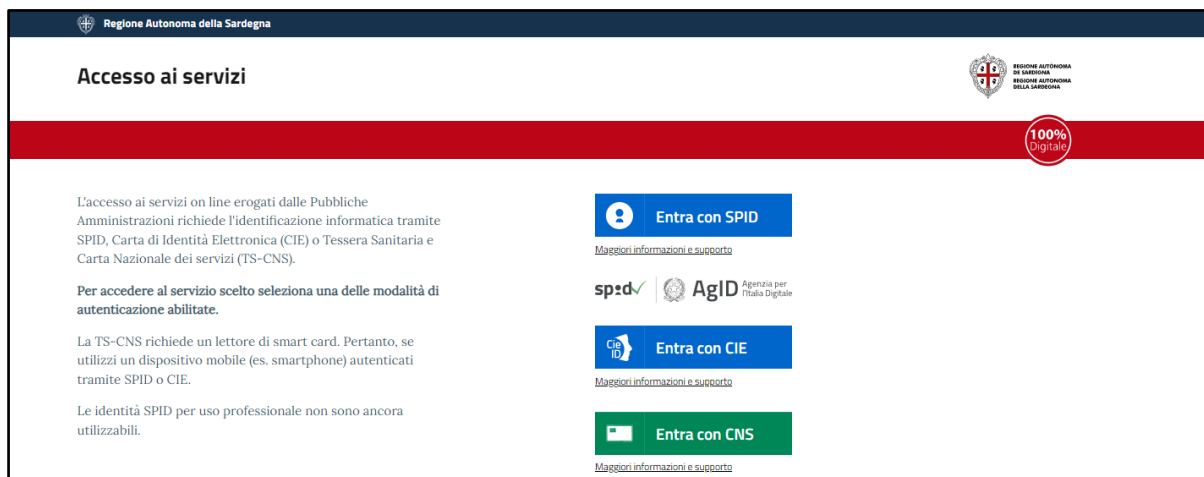 Regione Autonoma della Sardegna
Accesso ai servizi
REGIONE AUTÒNOMA
DE SARDIGNA
REGIONE AUTONOMA
DELLA SARDEGNA
100%
Digitale
L'accesso ai servizi on line erogati dalle Pubbliche
Amministrazioni richiede l'identificazione informatica tramite
SPID, Carta di Identità Elettronica (CIE) o Tessera Sanitaria e
Carta Nazionale dei servizi (TS-CNS).
Per accedere al servizio scelto seleziona una delle modalità di
autenticazione abilitate.
La TS-CNS richiede un lettore di smart card. Pertanto, se
utilizzi un dispositivo mobile (es. smartphone) autenticati
tramite SPID o CIE.
Le identità SPID per uso professionale non sono ancora
utilizzabili.
Entra con SPID
Maggiori informazioni e supporto
spid
AgID
Agenzia per
l'Italia Digitale
Cie
ID
Entra con CIE
Maggiori informazioni e supporto
Entra con CNS
Maggiori informazioni e supporto